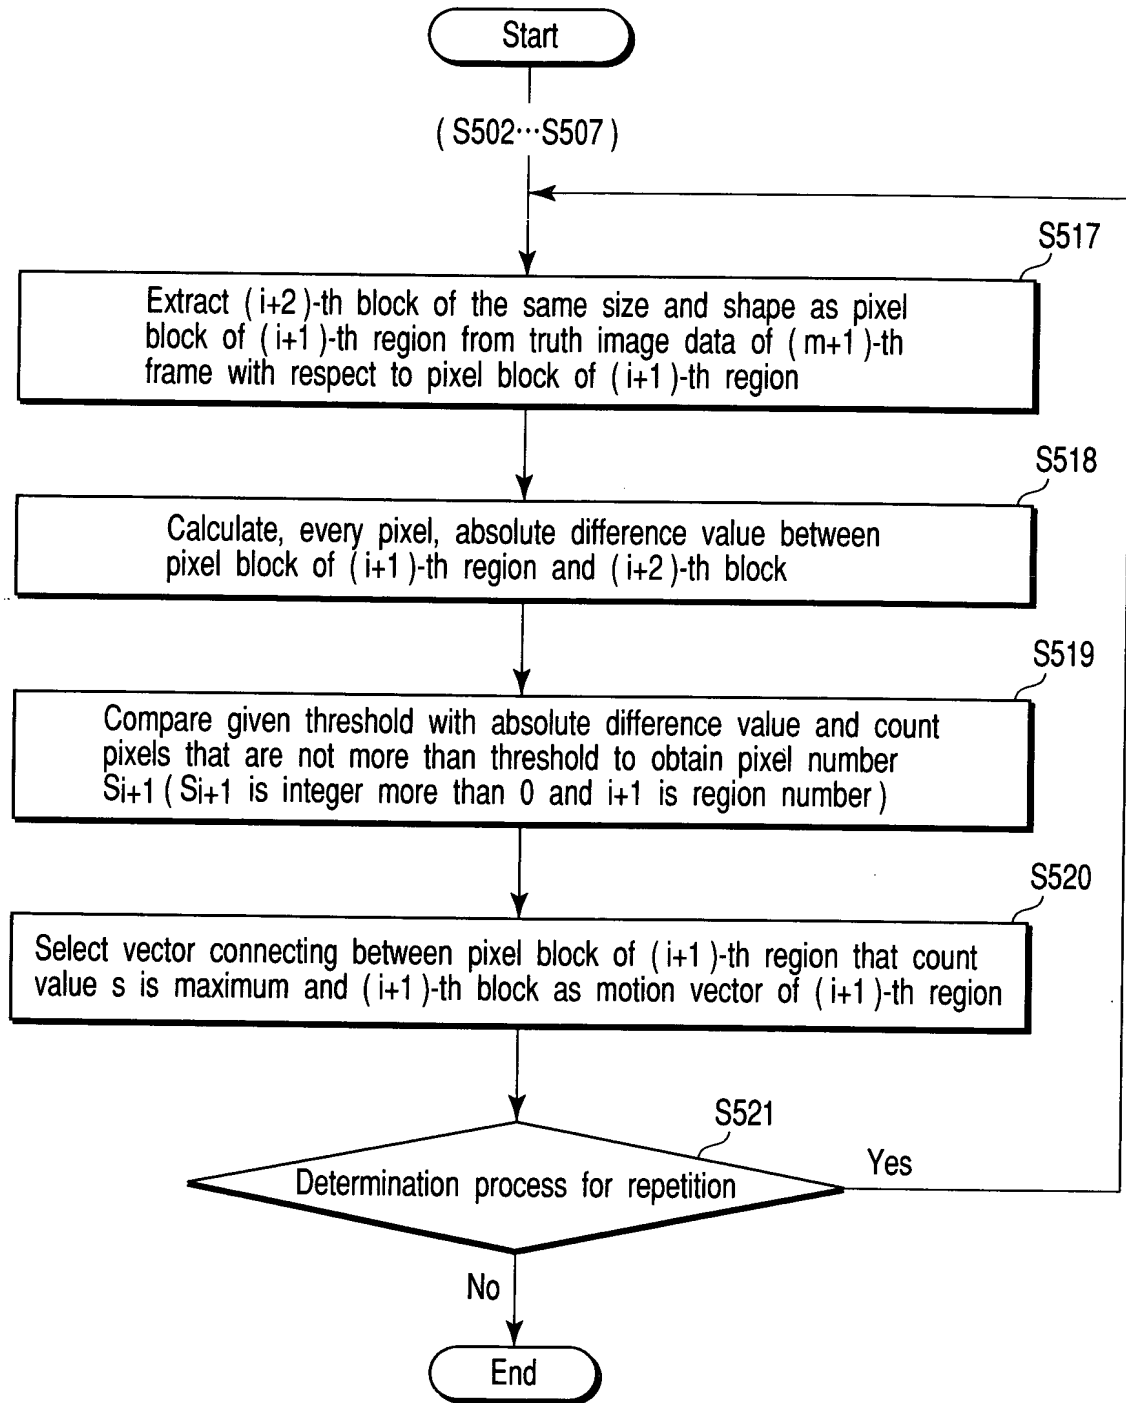 Start
( S502···S507 )
S517
Extract ( i+2 )-th block of the same size and shape as pixel
block of ( i+1 )-th region from truth image data of ( m+1 )-th
frame with respect to pixel block of ( i+1 )-th region
S518
Calculate, every pixel, absolute difference value between
pixel block of ( i+1 )-th region and ( i+2 )-th block
S519
Compare given threshold with absolute difference value and count
pixels that are not more than threshold to obtain pixel number
Si+1 ( Si+1 is integer more than 0 and i+1 is region number )
S520
Select vector connecting between pixel block of ( i+1 )-th region that count
value s is maximum and ( i+1 )-th block as motion vector of ( i+1 )-th region
S521
Determination process for repetition
Yes
No
End